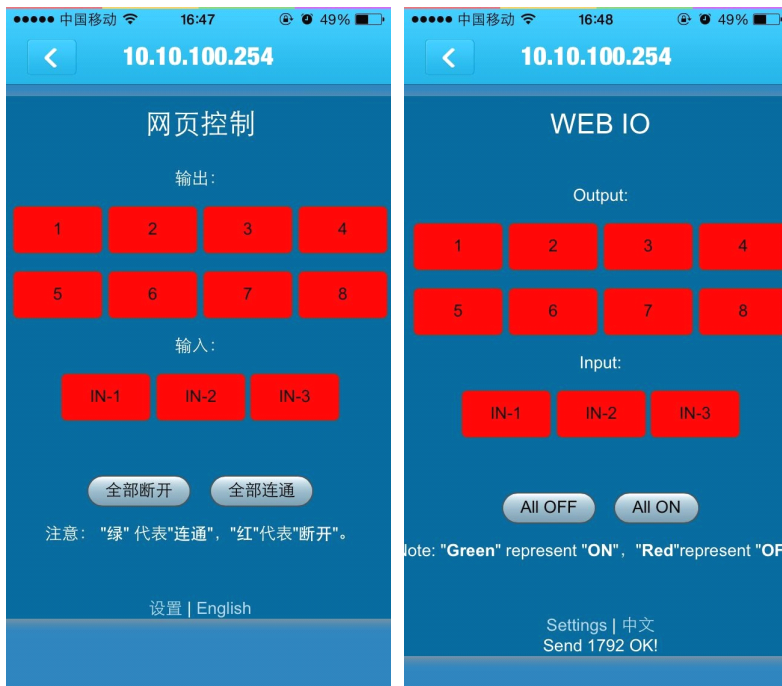 中国移动 16:47 49%
10.10.100.254
网页控制
输出：
1 2 3 4
5 6 7 8
输入：
IN-1 IN-2 IN-3
全部断开 全部连通
注意： "绿" 代表"连通"，"红"代表"断开"。
设置 | English
中国移动 16:48 49%
10.10.100.254
WEB IO
Output:
1 2 3 4
5 6 7 8
Input:
IN-1 IN-2 IN-3
All OFF All ON
Note: "Green" represent "ON"，"Red"represent "OF
Settings | 中文
Send 1792 OK!